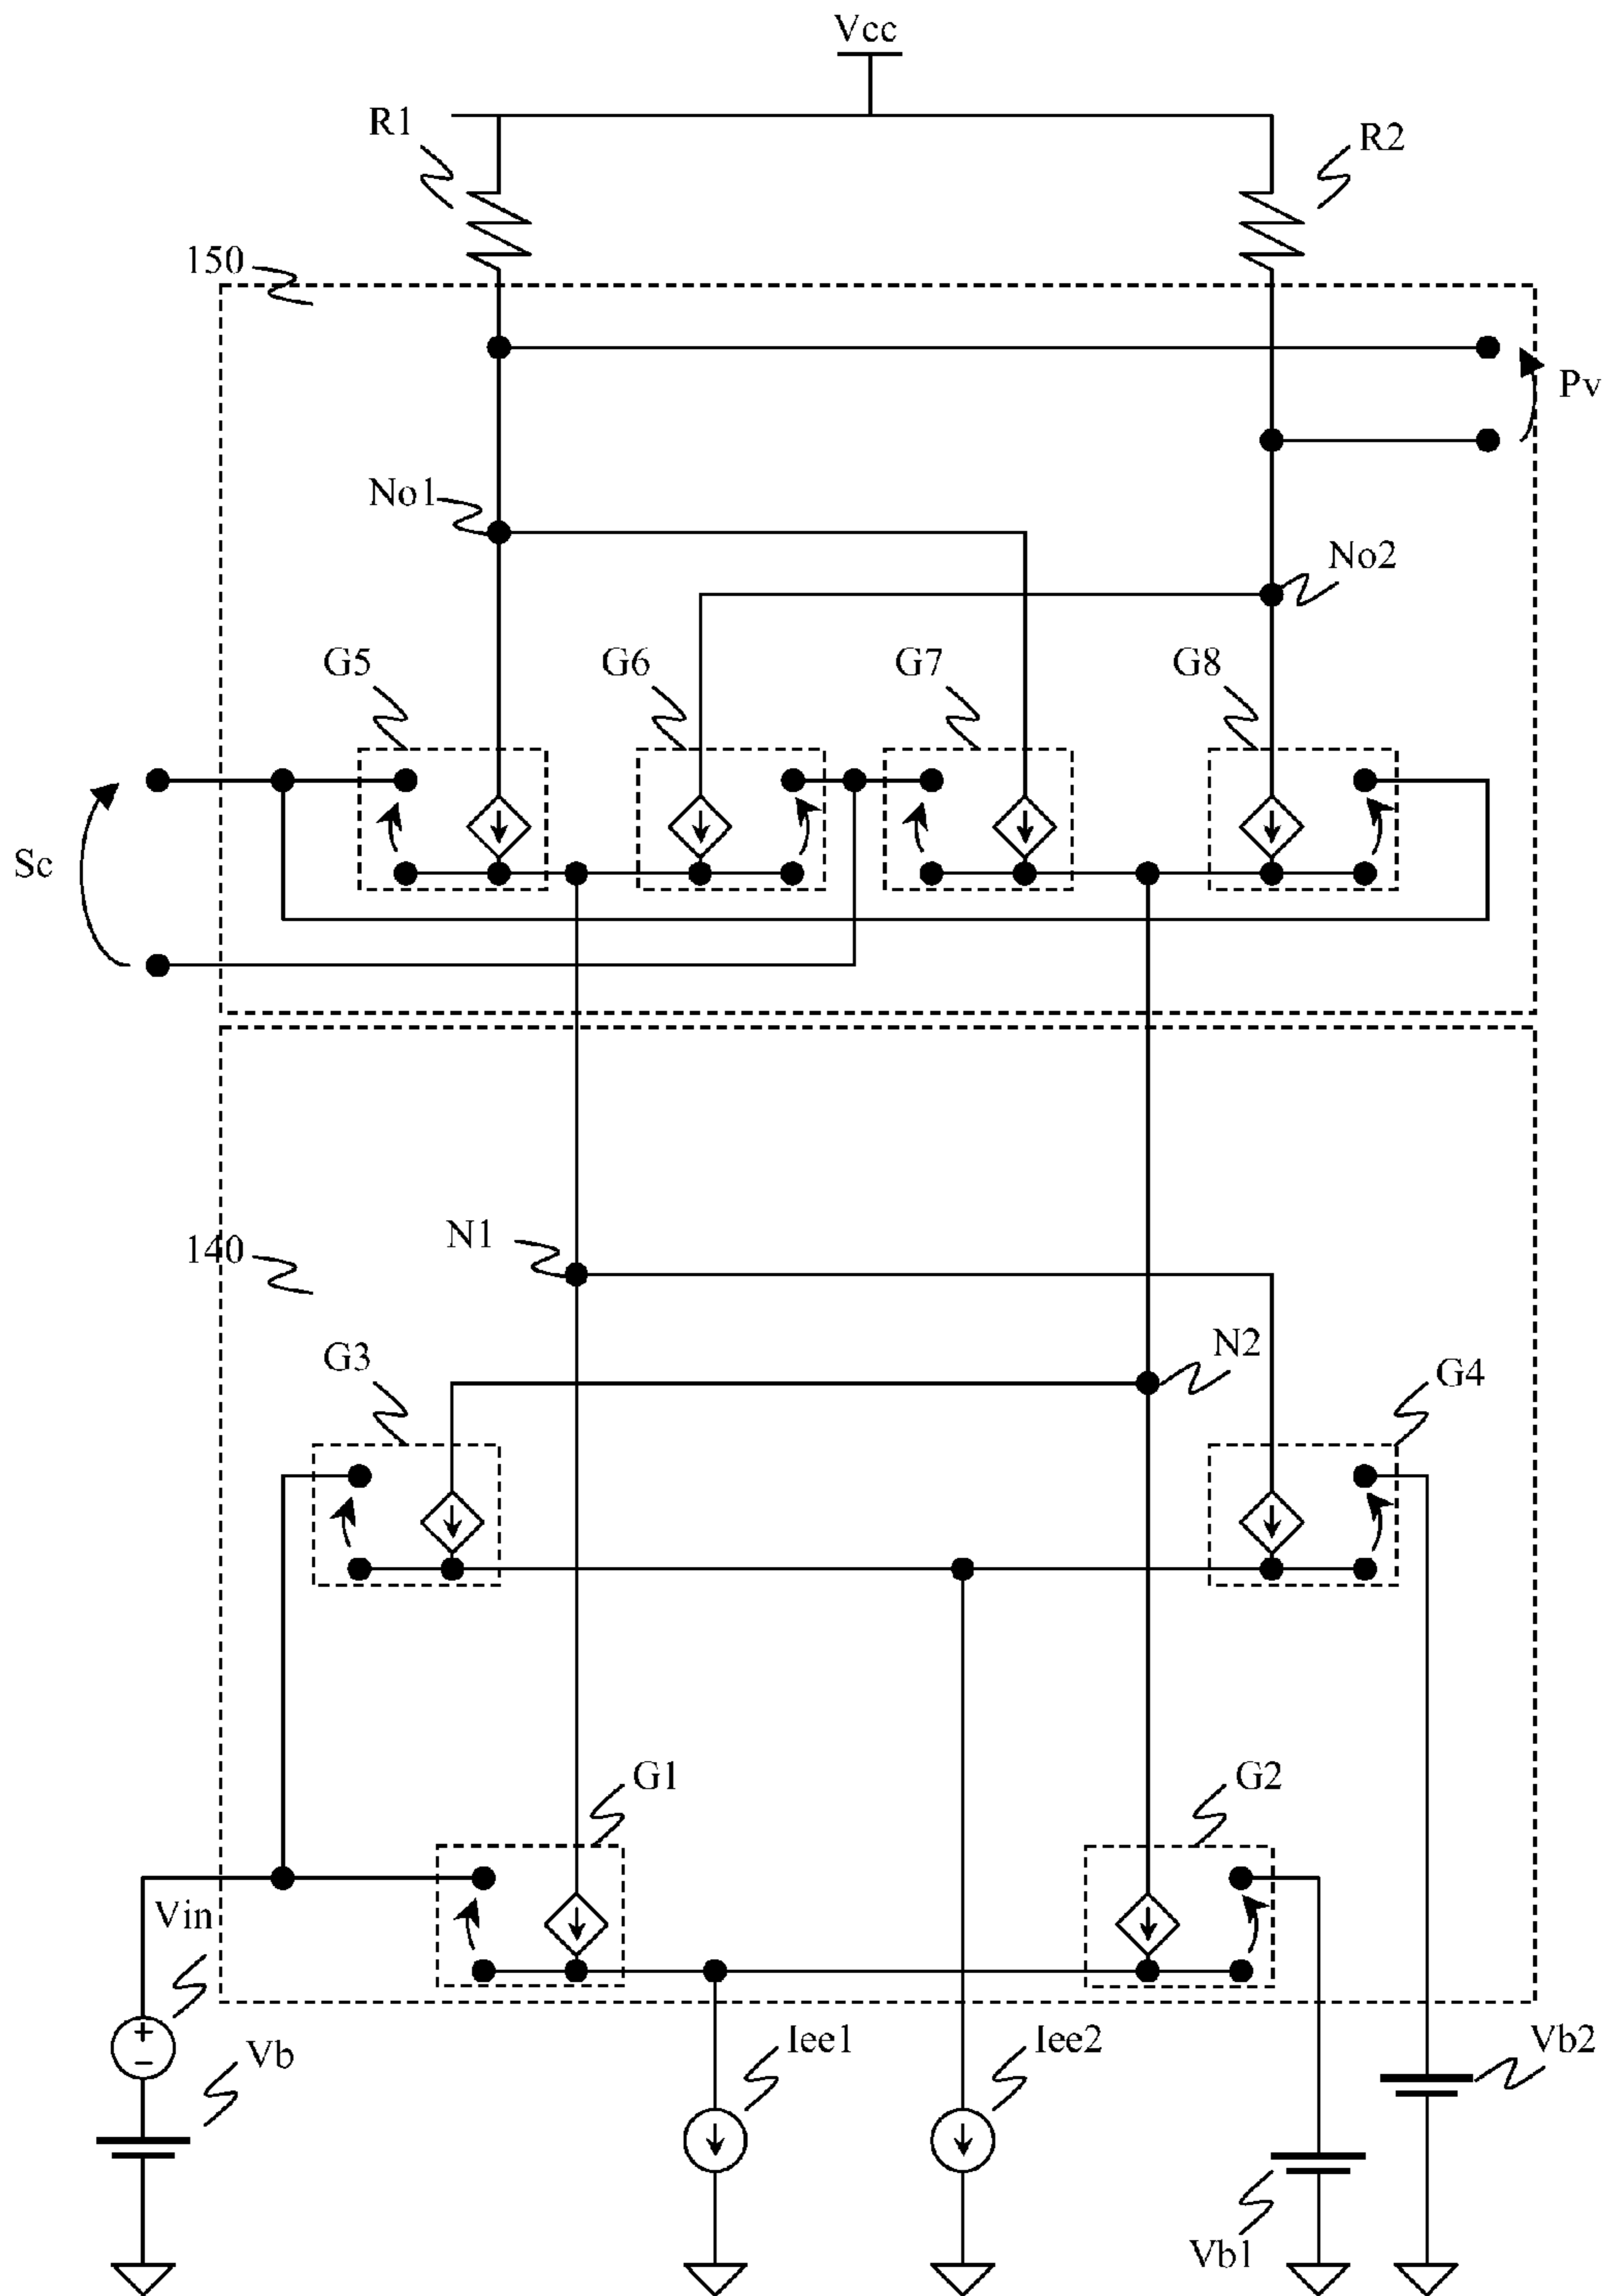 Vcc
R1
R2
150
Pv
No1
No2
G5
G6
G7
G8
Sc
N1
140
N2
G3
G4
G1
G2
Vin
+
−
Iee1
Iee2
Vb2
Vb
Vb1